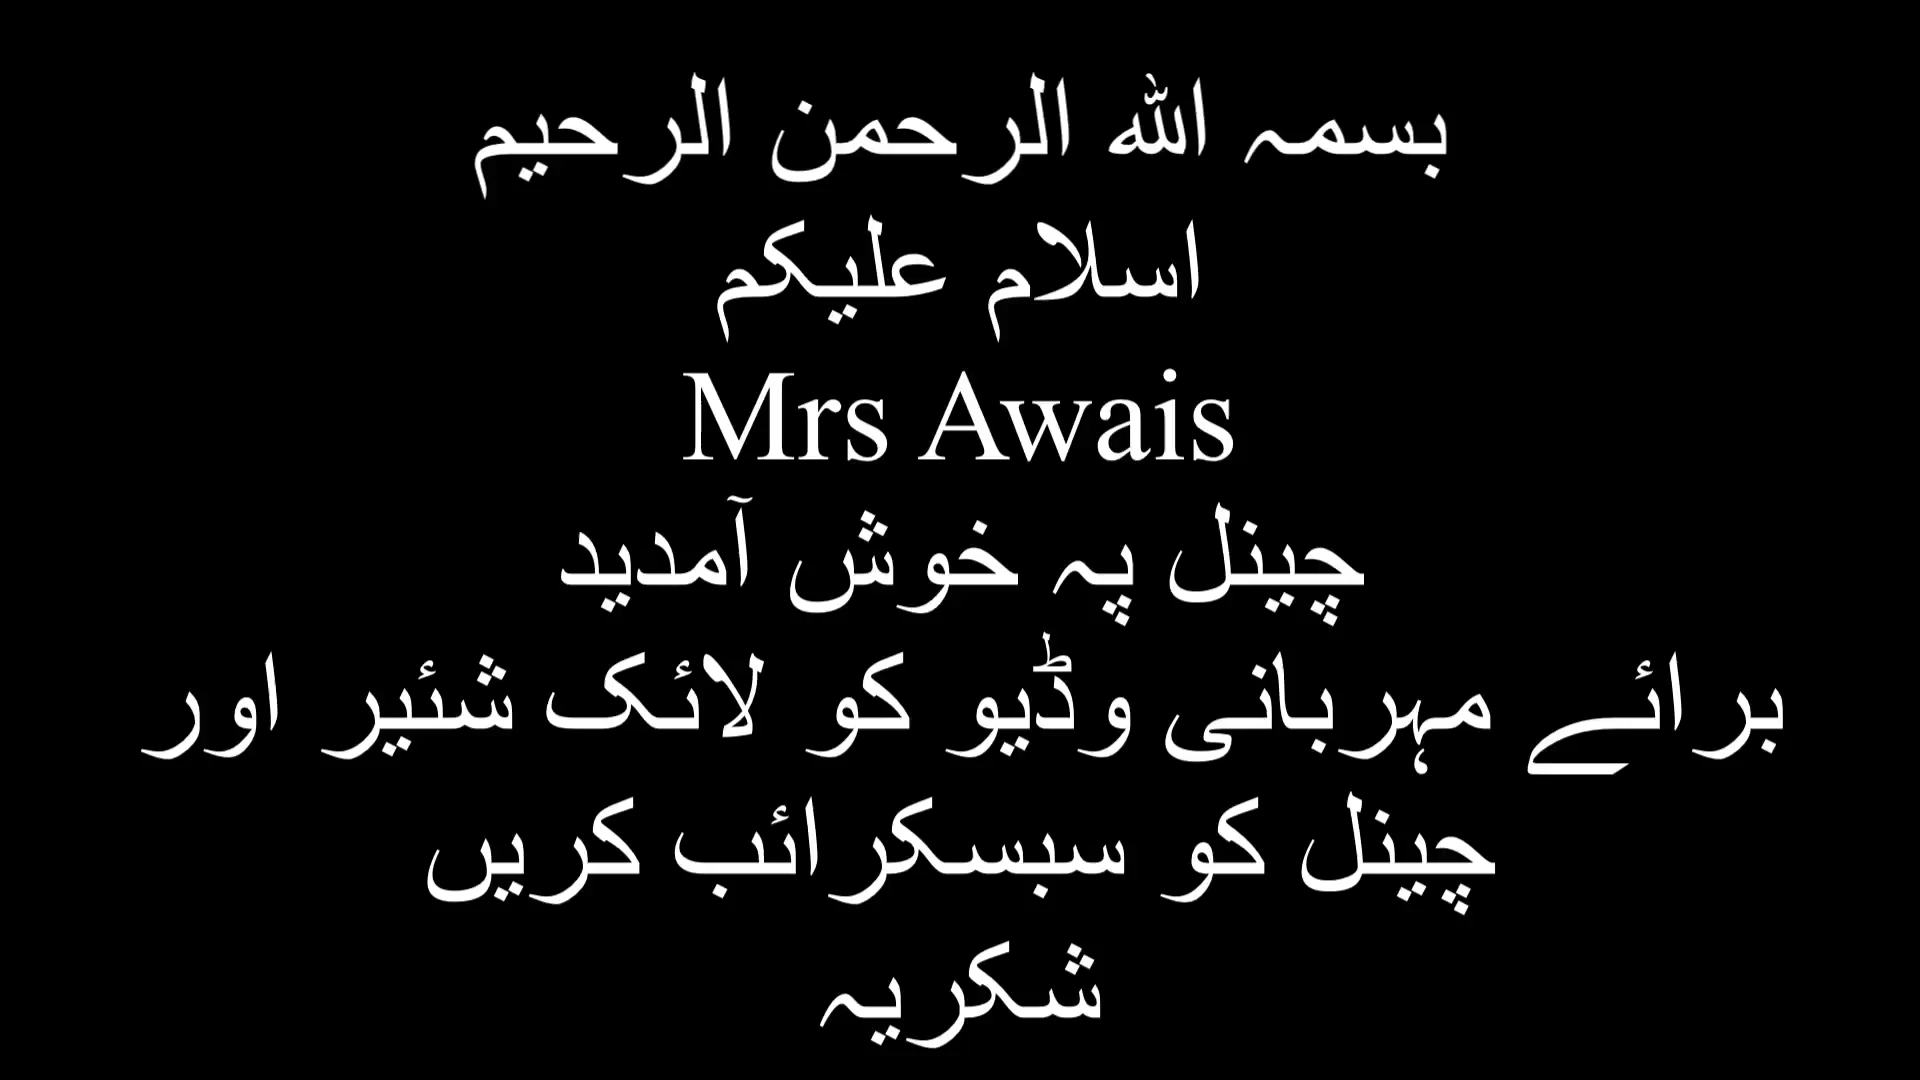 بسمہ اللہ الرحمن الرحیم
اسلام علیکم
Mrs Awais
چینل پہ خوش آمدید
برائے مہربانی وڈیو کو لائک شئیر اور
چینل کو سبسکرائب کریں
شکریہ